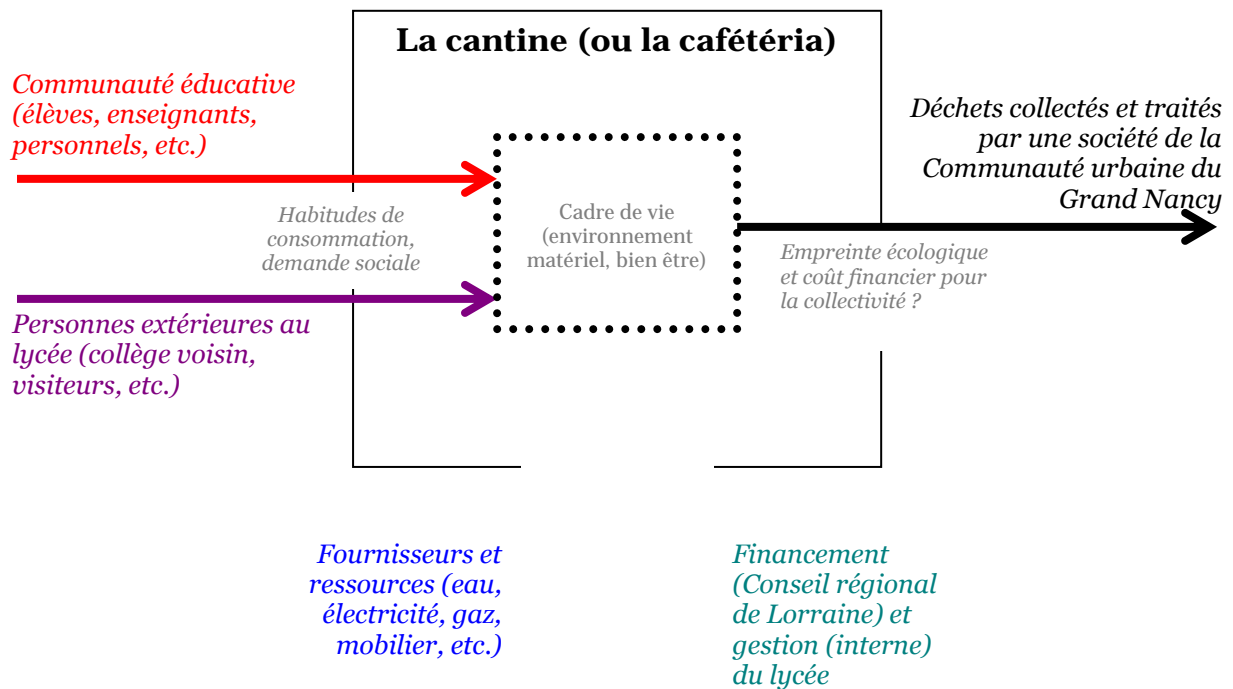 La cantine (ou la cafétéria)
Communauté éducative
(élèves, enseignants,
personnels, etc.)
Déchets collectés et traités
par une société de la
Communauté urbaine du
Grand Nancy
Habitudes de
consommation,
demande sociale
Cadre de vie
(environnement
matériel, bien être)
Empreinte écologique
et coût financier pour
la collectivité ?
Personnes extérieures au
lycée (collège voisin,
visiteurs, etc.)
Fournisseurs et
ressources (eau,
électricité, gaz,
mobilier, etc.)
Financement
(Conseil régional
de Lorraine) et
gestion (interne)
du lycée